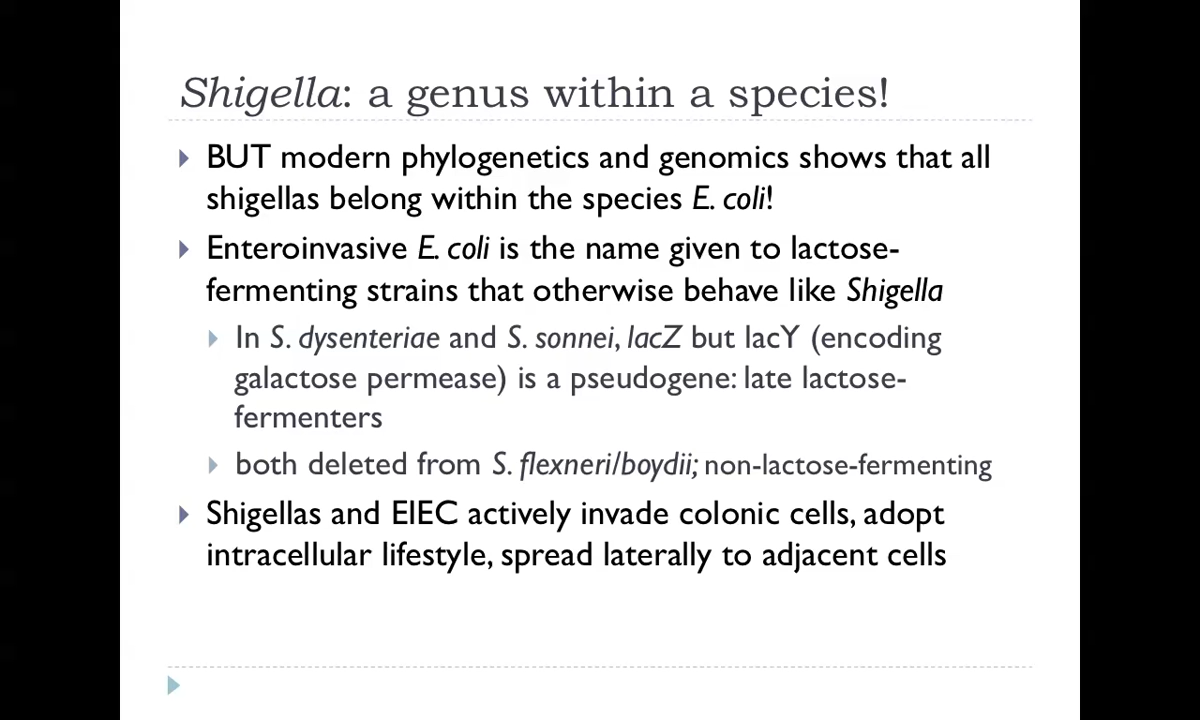 Shigella: a genus within a species!
BUT modern phylogenetics and genomics shows that all
shigellas belong within the species E. coli!
Enteroinvasive E. coli is the name given to lactose-
fermenting strains that otherwise behave like Shigella
In S. dysenteriae and S. sonnei, lacZ but lacY (encoding
galactose permease) is a pseudogene: late lactose-
fermenters
both deleted from S. flexneri/boydii; non-lactose-fermenting
Shigellas and EIEC actively invade colonic cells, adopt
intracellular lifestyle, spread laterally to adjacent cells